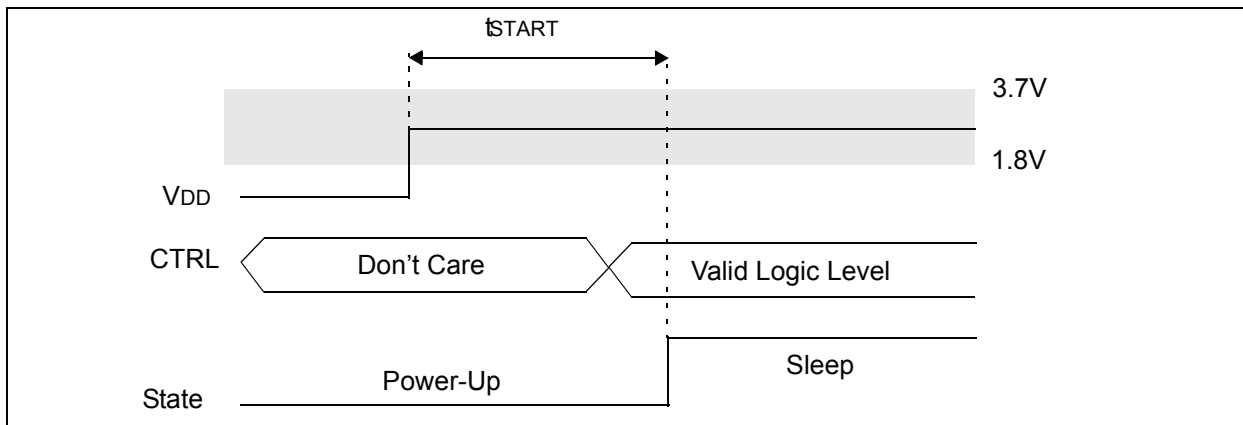 tSTART
3.7V
1.8V
VDD
CTRL
Don't Care
Valid Logic Level
Power-Up
Sleep
State